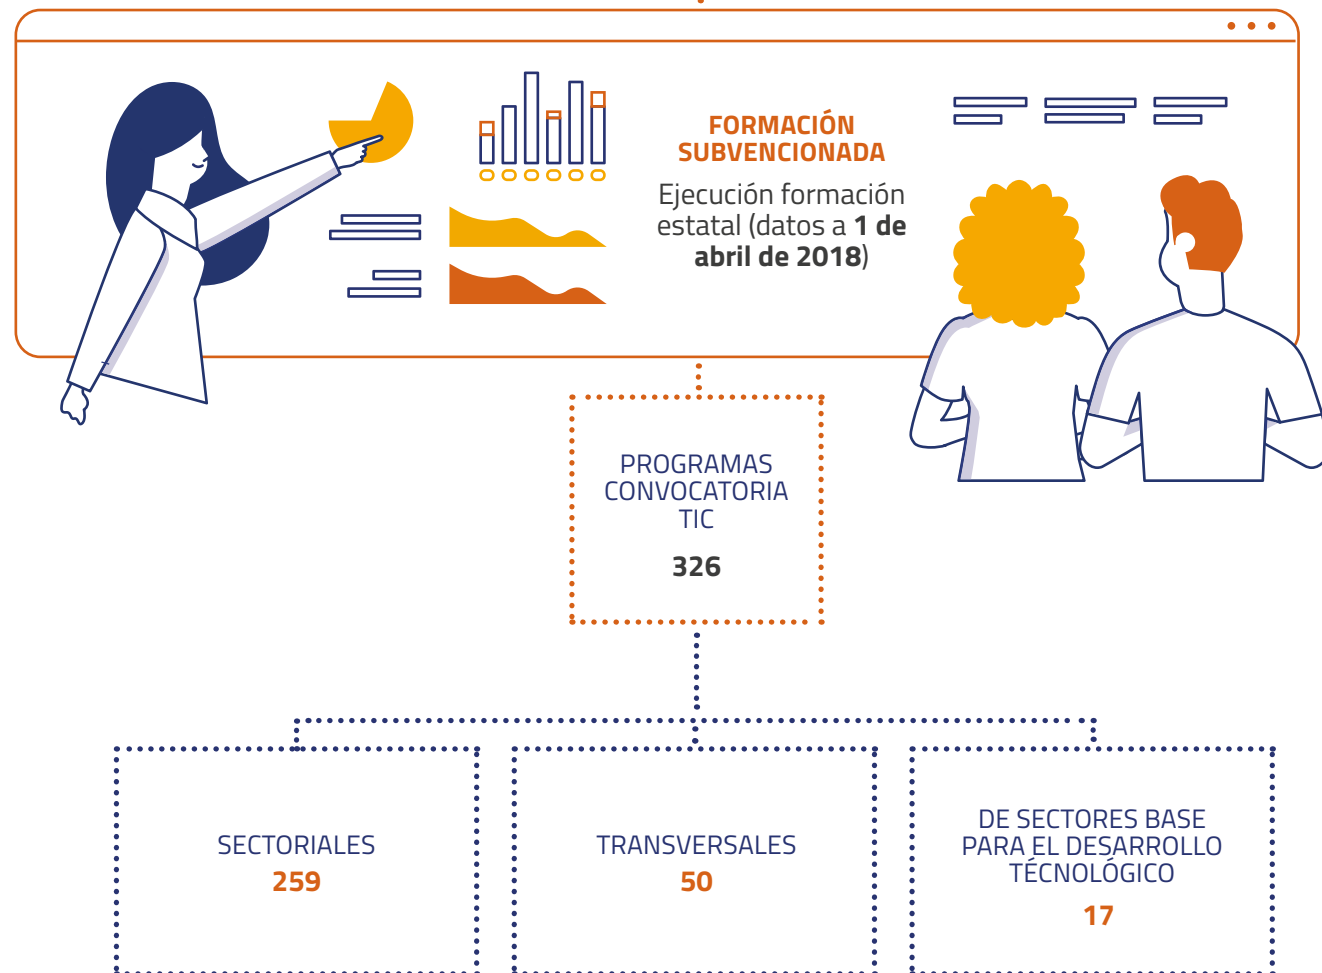 FORMACIÓN
SUBVENCIONADA
Ejecución formación
estatal (datos a 1 de
abril de 2018)
PROGRAMAS
CONVOCATORIA
TIC
326
SECTORIALES
259
TRANSVERSALES
50
DE SECTORES BASE
PARA EL DESARROLLO
TÉCNOLÓGICO
17